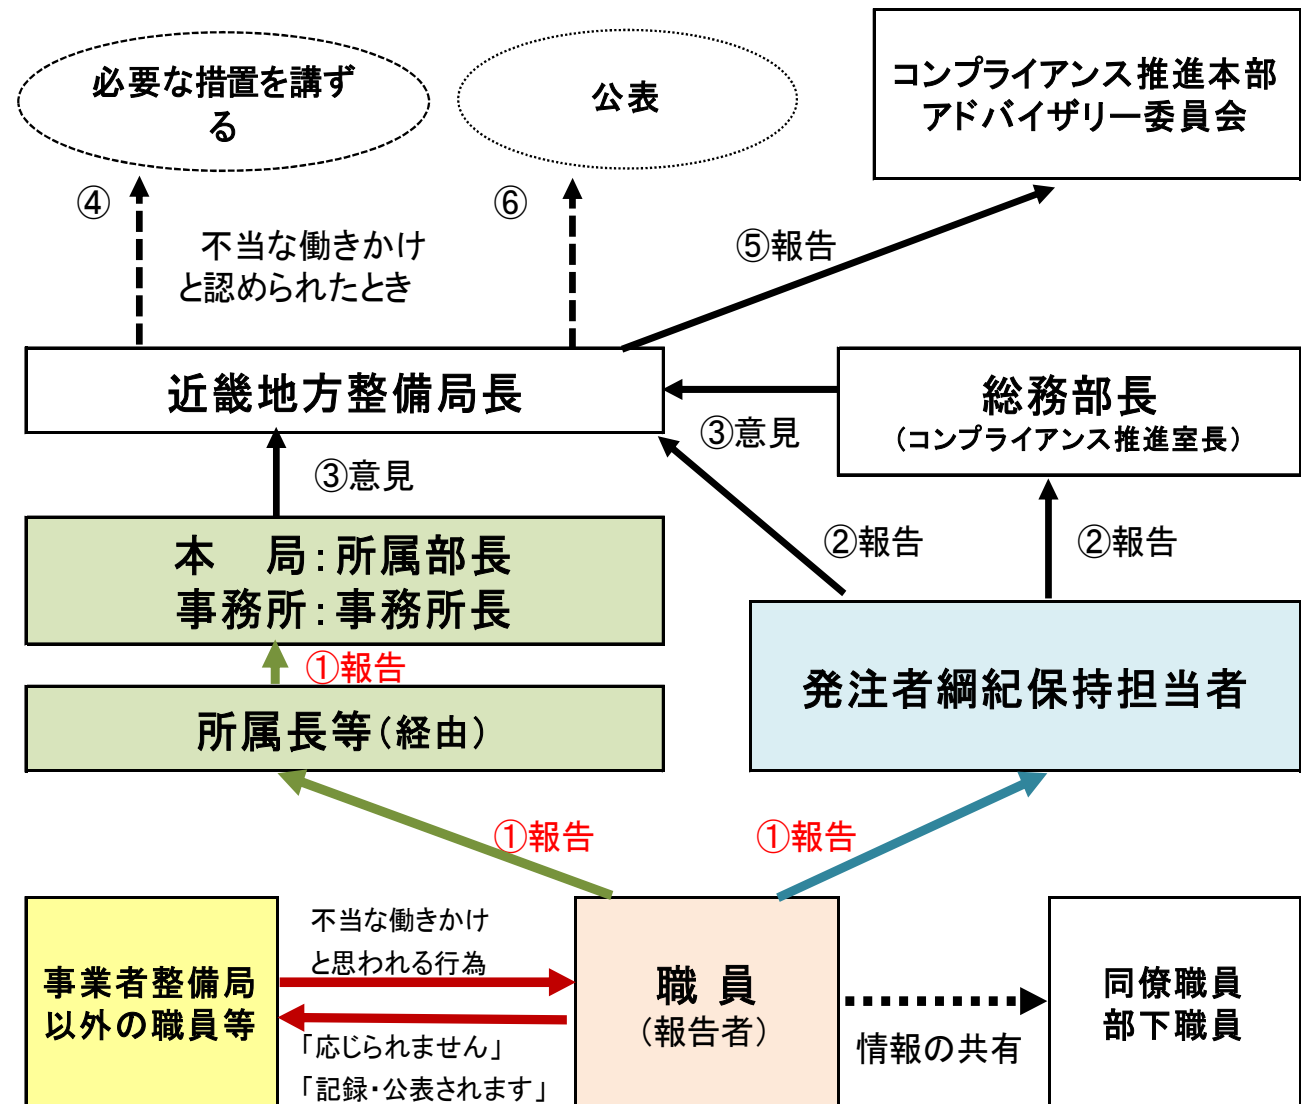 必要な措置を講ず
る
公表
コンプライアンス推進本部
アドバイザリー委員会
④
⑥
不当な働きかけ
と認められたとき
⑤報告
近畿地方整備局長
総務部長
（コンプライアンス推進室長）
③意見
③意見
②報告
②報告
本　局：所属部長
事務所：事務所長
①報告
所属長等（経由）
発注者綱紀保持担当者
①報告
①報告
事業者整備局
以外の職員等
不当な働きかけ
と思われる行為
「応じられません」
「記録・公表されます」
職 員
（報告者）
情報の共有
同僚職員
部下職員